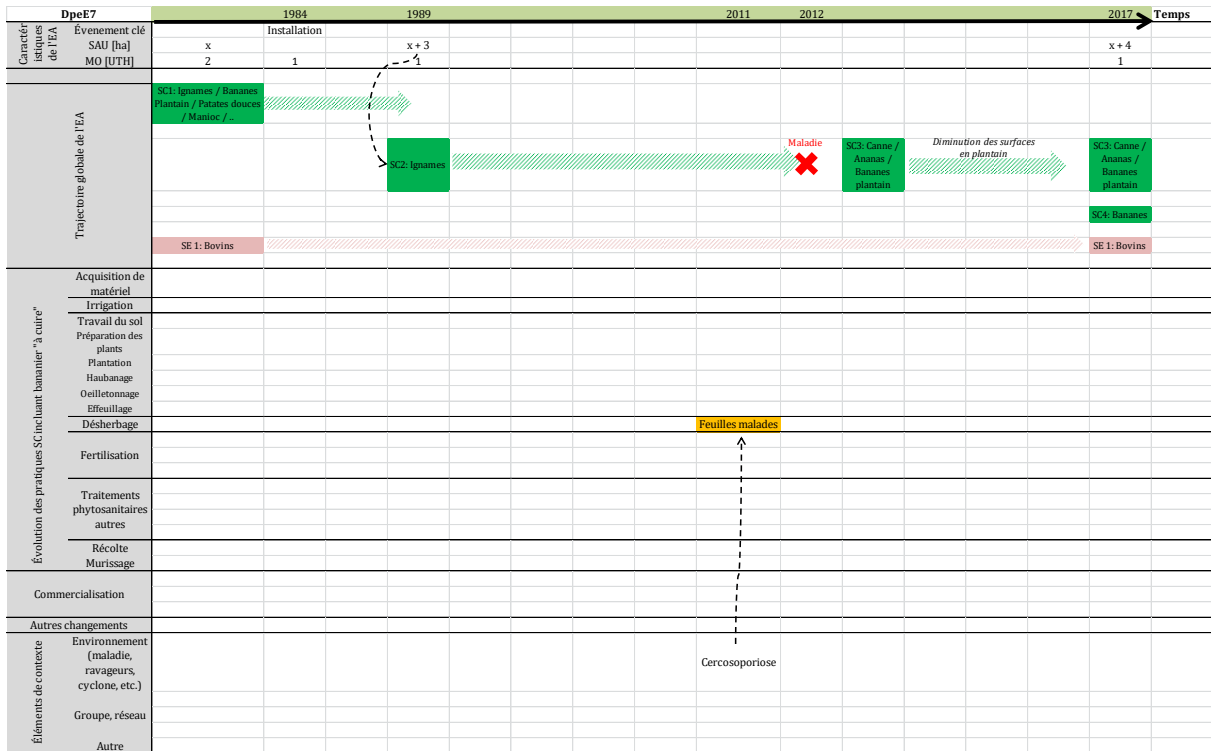 DpeE7 1984 1989 2011 2012 2017 Temps
Caractér
istiques
de l'EA
Évenement clé Installation
SAU [ha] x x + 3 x + 4
MO [UTH] 2 1 1 1
Trajectoire globale de l'EA
SC1: Ignames / Bananes
Plantain / Patates douces
/ Manioc / ..
SC2: Ignames
Maladie
SC3: Canne /
Ananas /
Bananes
plantain
Diminution des surfaces
en plantain
SC3: Canne /
Ananas /
Bananes
plantain
SC4: Bananes
SE 1: Bovins
SE 1: Bovins
Évolution des pratiques SC incluant bananier "à cuire"
Acquisition de
matériel
Irrigation
Travail du sol
Préparation des
plants
Plantation
Haubanage
Oeilletonnage
Effeuillage
Désherbage Feuilles malades
Fertilisation
Traitements
phytosanitaires
autres
Récolte
Murissage
Commercialisation
Autres changements
Éléments de contexte
Environnement
(maladie,
ravageurs,
cyclone, etc.)
Cercosoporiose
Groupe, réseau
Autre